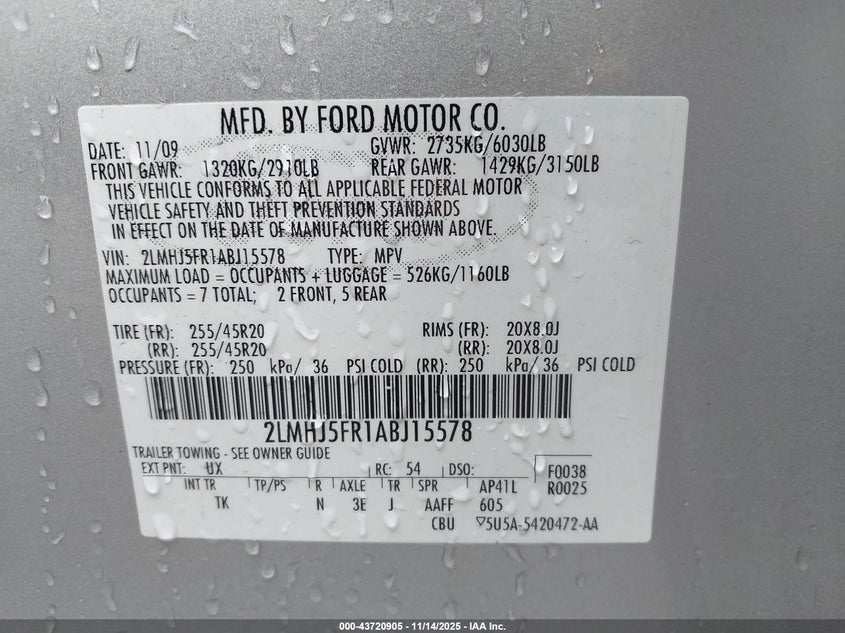 MFD. BY FORD MOTOR CO.
DATE: 11/09 GVWR: 2735KG/6030LB
FRONT GAWR: 1320KG/2910LB REAR GAWR: 1429KG/3150LB
THIS VEHICLE CONFORMS TO ALL APPLICABLE FEDERAL MOTOR
VEHICLE SAFETY AND THEFT PREVENTION STANDARDS
IN EFFECT ON THE DATE OF MANUFACTURE SHOWN ABOVE.
VIN: 2LMHJ5FR1ABJ15578 TYPE: MPV
MAXIMUM LOAD = OCCUPANTS + LUGGAGE = 526KG/1160LB
OCCUPANTS = 7 TOTAL; 2 FRONT, 5 REAR
TIRE (FR): 255/45R20 RIMS (FR): 20X8.0J
(RR): 255/45R20 (RR): 20X8.0J
PRESSURE (FR): 250 kPa/ 36 PSI COLD (RR): 250 kPa/ 36 PSI COLD
2LMHJ5FR1ABJ15578
TRAILER TOWING - SEE OWNER GUIDE
EXT PNT: UX RC: 54 DSO: F0038
INT TR TP/PS R AXLE TR SPR AP41L R0025
TK N 3E J AAFF 605
CBU ▽5U5A-5420472-AA
000-43720905 - 11/14/2025 - IAA Inc.